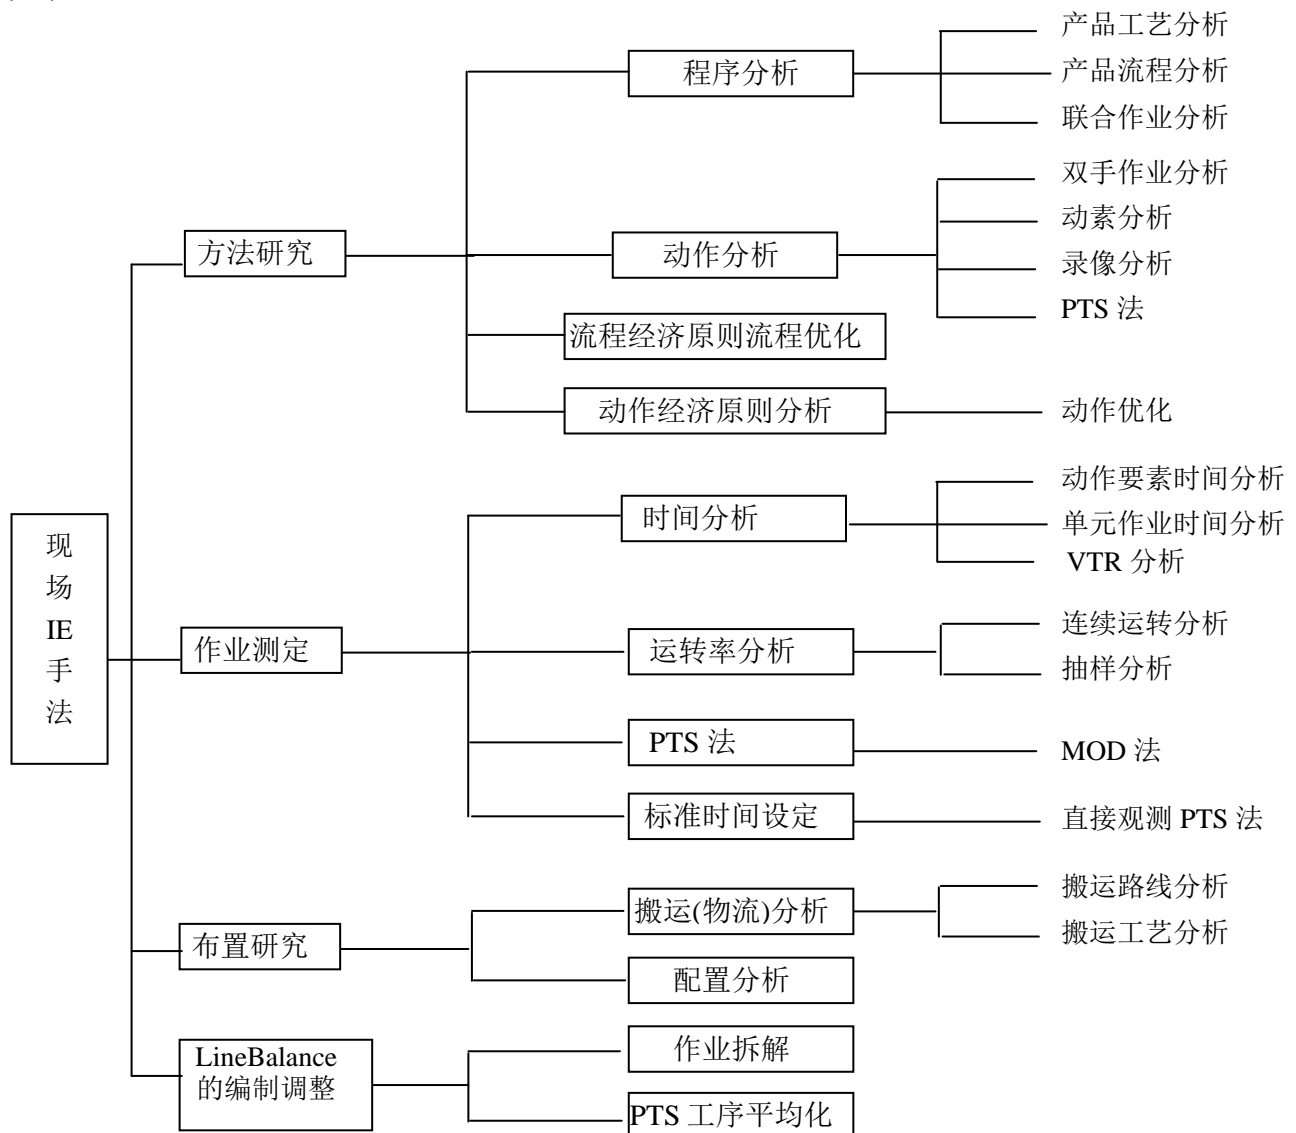 产品工艺分析
程序分析
产品流程分析
联合作业分析
双手作业分析
动素分析
方法研究
动作分析
录像分析
PTS 法
流程经济原则流程优化
动作经济原则分析
动作优化
动作要素时间分析
时间分析
单元作业时间分析
VTR 分析
现
场
IE
手
法
连续运转分析
作业测定
运转率分析
抽样分析
PTS 法
MOD 法
标准时间设定
直接观测 PTS 法
搬运路线分析
搬运(物流)分析
搬运工艺分析
布置研究
配置分析
LineBalance
的编制调整
作业拆解
PTS 工序平均化